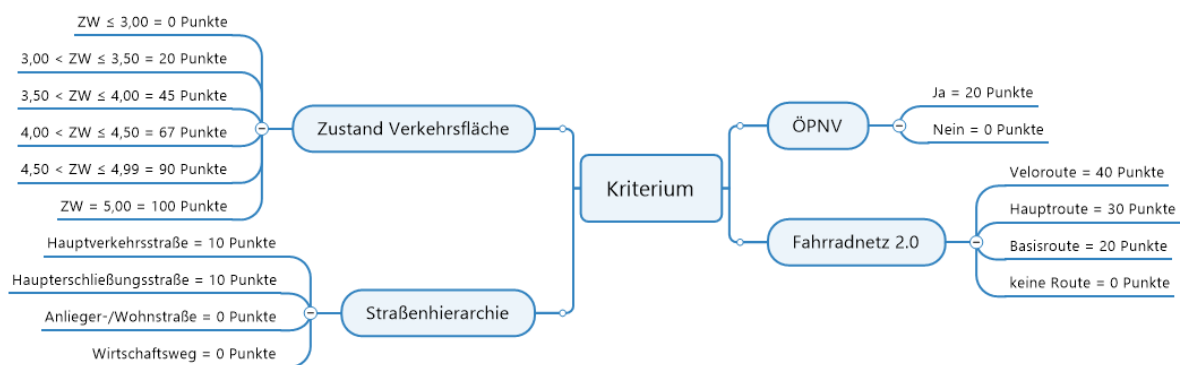 Kriterium
Zustand Verkehrsfläche
ZW ≤ 3,00 = 0 Punkte
3,00 < ZW ≤ 3,50 = 20 Punkte
3,50 < ZW ≤ 4,00 = 45 Punkte
4,00 < ZW ≤ 4,50 = 67 Punkte
4,50 < ZW ≤ 4,99 = 90 Punkte
ZW = 5,00 = 100 Punkte
Straßenhierarchie
Hauptverkehrsstraße = 10 Punkte
Haupterschließungsstraße = 10 Punkte
Anlieger-/Wohnstraße = 0 Punkte
Wirtschaftsweg = 0 Punkte
ÖPNV
Ja = 20 Punkte
Nein = 0 Punkte
Fahrradnetz 2.0
Veloroute = 40 Punkte
Hauptroute = 30 Punkte
Basisroute = 20 Punkte
keine Route = 0 Punkte